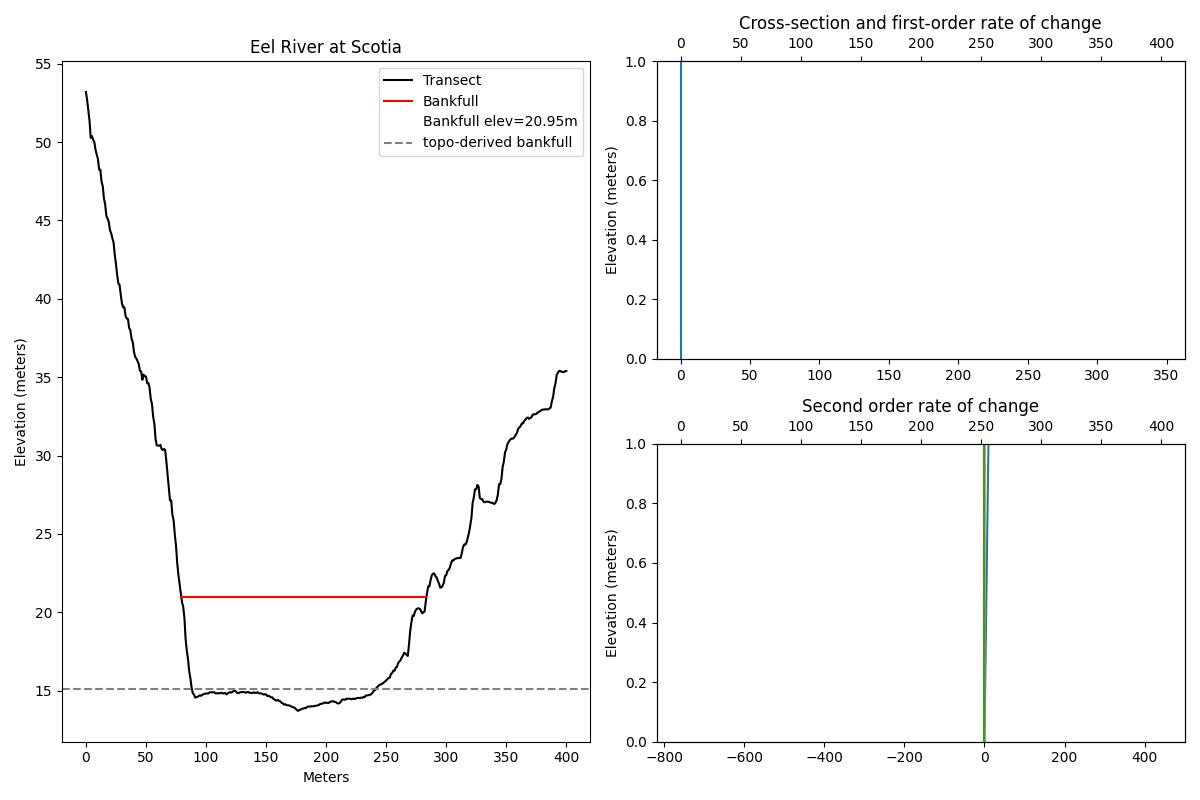 Eel River at Scotia
55
50
45
40
35
30
25
20
15
Elevation (meters)
0 50 100 150 200 250 300 350 400
Meters
Transect
Bankfull
Bankfull elev=20.95m
topo-derived bankfull
Cross-section and first-order rate of change
0 50 100 150 200 250 300 350 400
1.0
0.8
0.6
0.4
0.2
0.0
Elevation (meters)
0 50 100 150 200 250 300 350
Second order rate of change
0 50 100 150 200 250 300 350 400
1.0
0.8
0.6
0.4
0.2
0.0
Elevation (meters)
−800 −600 −400 −200 0 200 400